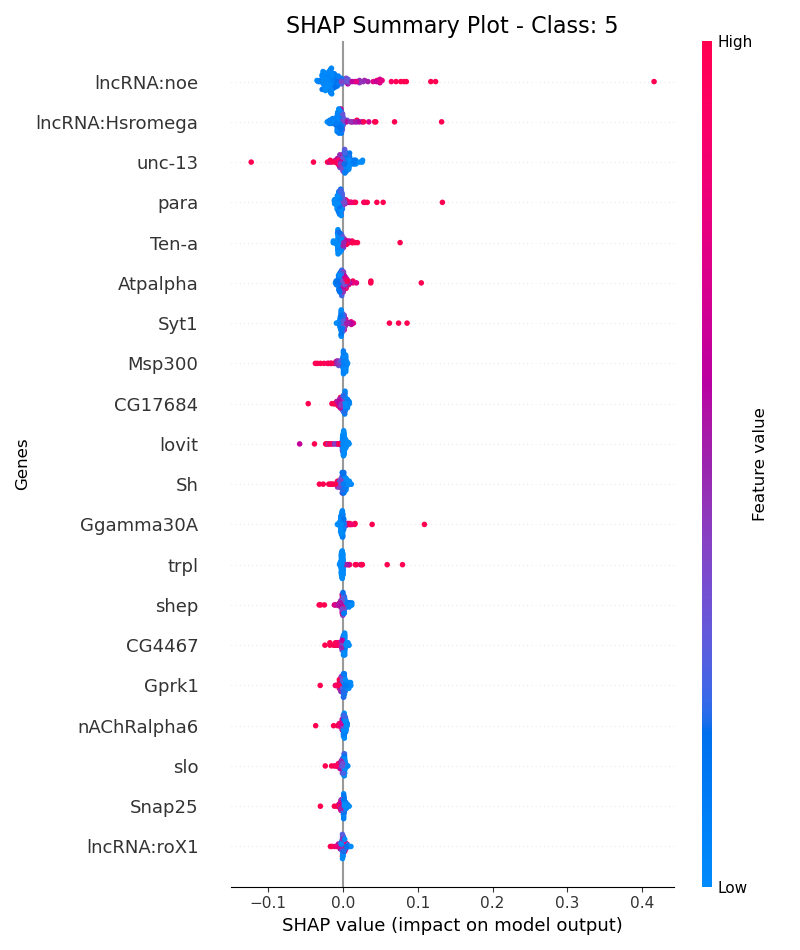 SHAP Summary Plot - Class: 5
High
lncRNA:noe
lncRNA:Hsromega
unc-13
para
Ten-a
Atpalpha
Syt1
Msp300
CG17684
lovit
Sh
Ggamma30A
trpl
shep
CG4467
Gprk1
nAChRalpha6
slo
Snap25
lncRNA:roX1
Genes
Feature value
Low
−0.1 0.0 0.1 0.2 0.3 0.4
SHAP value (impact on model output)